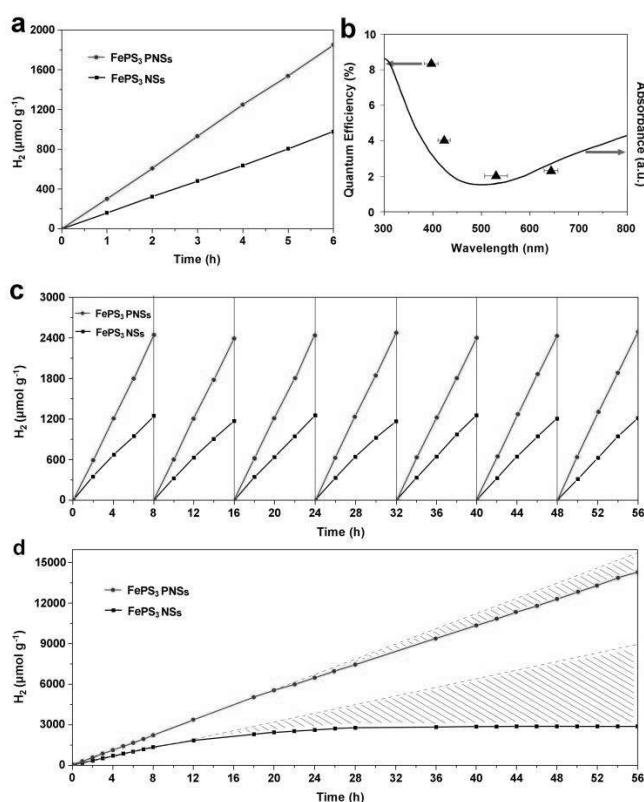 a
FePS₃ PNSs
FePS₃ NSs
H₂ (μmol g⁻¹)
2000
1600
1200
800
400
0
0 1 2 3 4 5 6
Time (h)
b
Quantum Efficiency (%)
10
8
6
4
2
0
300 400 500 600 700 800
Wavelength (nm)
Absorbance (a.u.)
c
FePS₃ PNSs
FePS₃ NSs
H₂ (μmol g⁻¹)
3000
2400
1800
1200
600
0
0 4 8 12 16 20 24 28 32 36 40 44 48 52 56
Time (h)
d
FePS₃ PNSs
FePS₃ NSs
H₂ (μmol g⁻¹)
15000
12000
9000
6000
3000
0
0 4 8 12 16 20 24 28 32 36 40 44 48 52 56
Time (h)